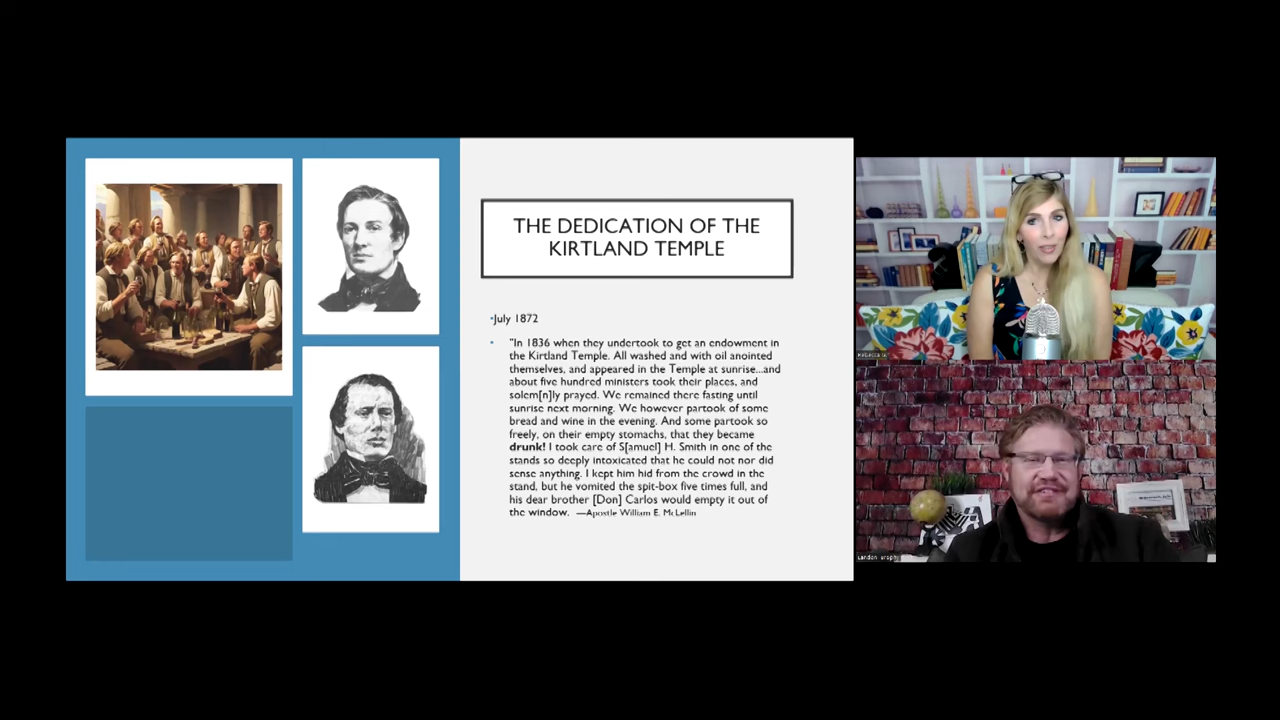 THE DEDICATION OF THE
KIRTLAND TEMPLE
•July 1872
• "In 1836 when they undertook to get an endowment in
the Kirtland Temple. All washed and with oil anointed
themselves, and appeared in the Temple at sunrise...and
about five hundred ministers took their places, and
solem[n]ly prayed. We remained there fasting until
sunrise next morning. We however partook of some
bread and wine in the evening. And some partook so
freely, on their empty stomachs, that they became
drunk! I took care of S[amuel] H. Smith in one of the
stands so deeply intoxicated that he could not nor did
sense anything. I kept him hid from the crowd in the
stand, but he vomited the spit-box five times full, and
his dear brother [Don] Carlos would empty it out of
the window. —Apostle William E. McLellin
Landon Brophy